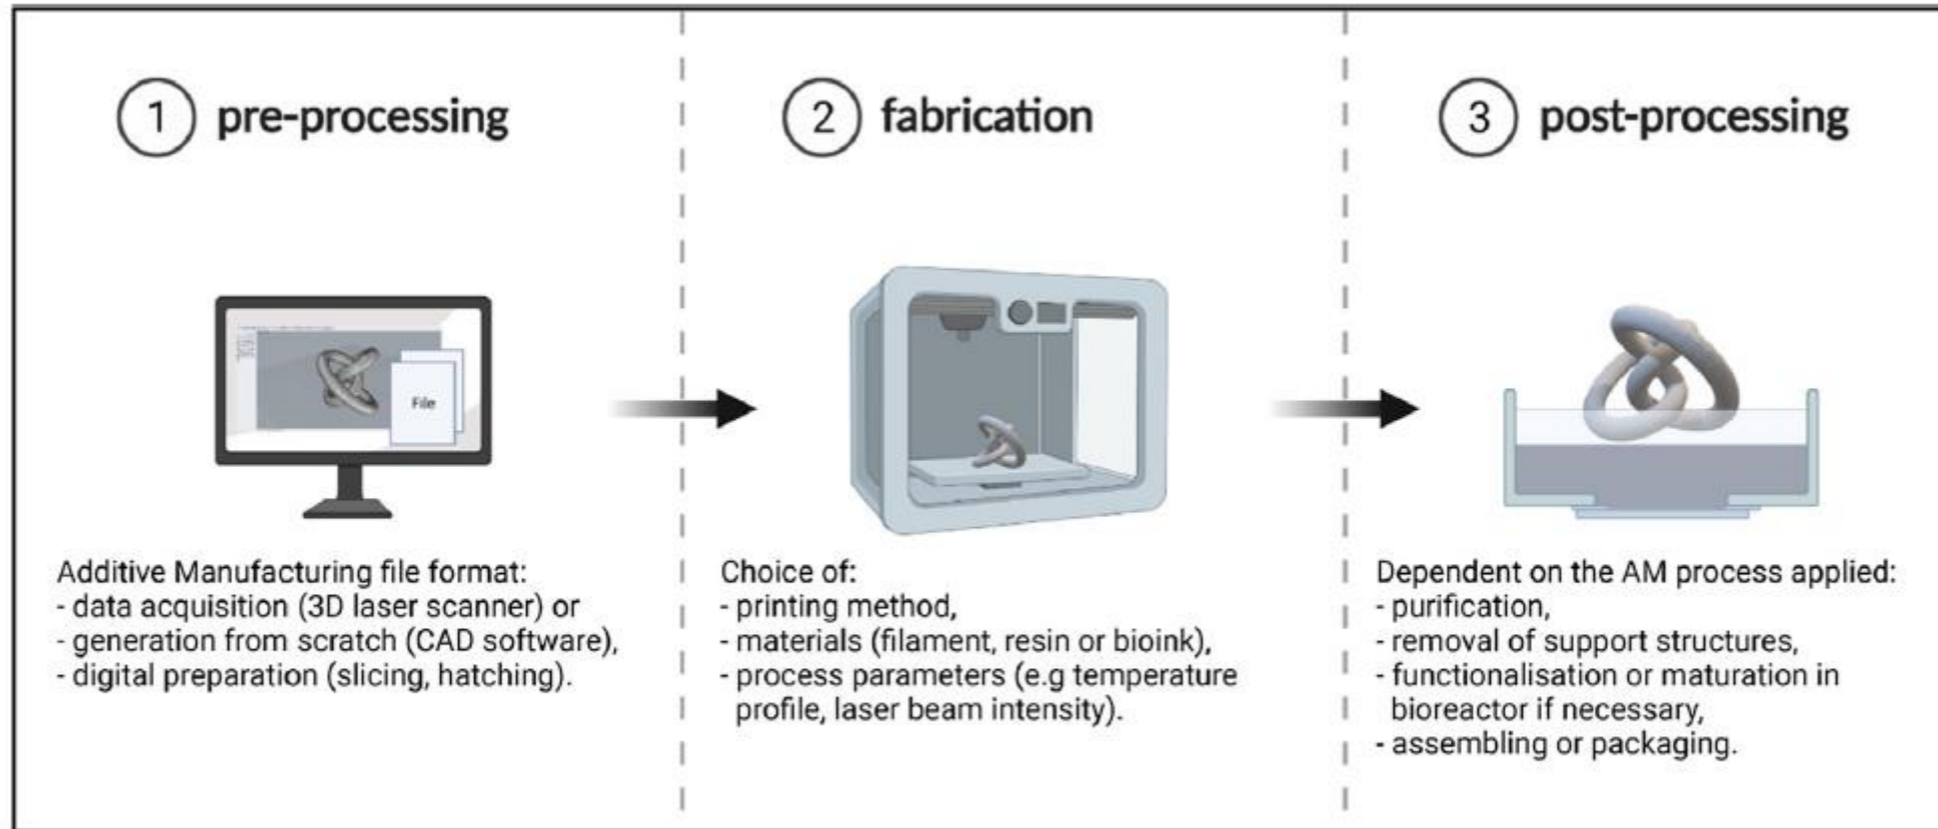 1 pre-processing
File
Additive Manufacturing file format:
- data acquisition (3D laser scanner) or
- generation from scratch (CAD software),
- digital preparation (slicing, hatching).
2 fabrication
Choice of:
- printing method,
- materials (filament, resin or bioink),
- process parameters (e.g temperature
profile, laser beam intensity).
3 post-processing
Dependent on the AM process applied:
- purification,
- removal of support structures,
- functionalisation or maturation in
bioreactor if necessary,
- assembling or packaging.